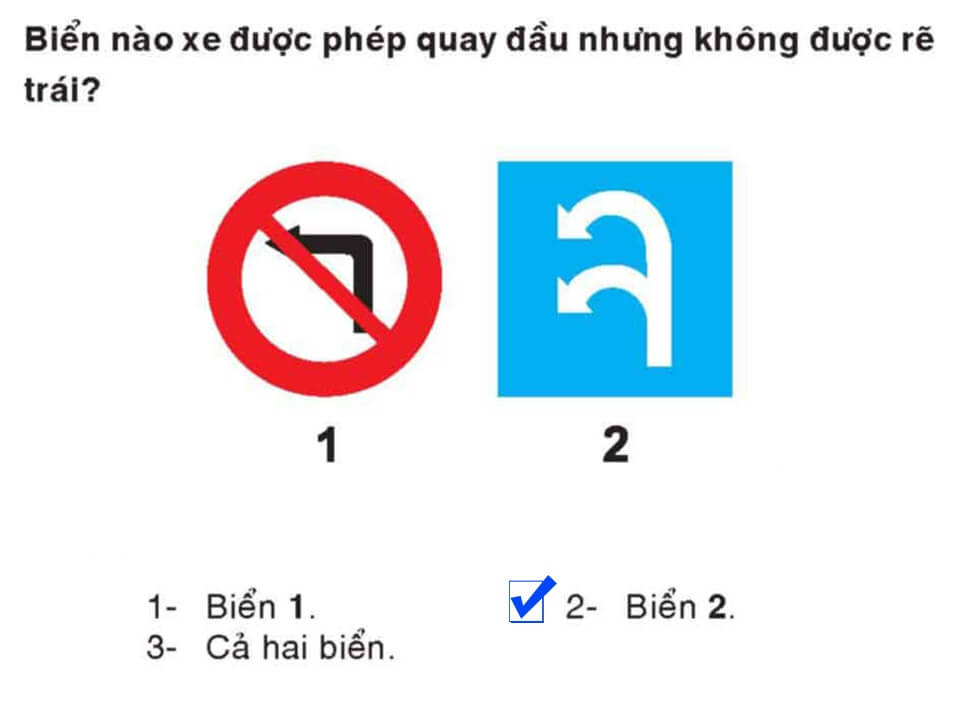 Biển nào xe được phép quay đầu nhưng không được rẽ
trái?
1
2
1- Biển 1.
2- Biển 2.
3- Cả hai biển.